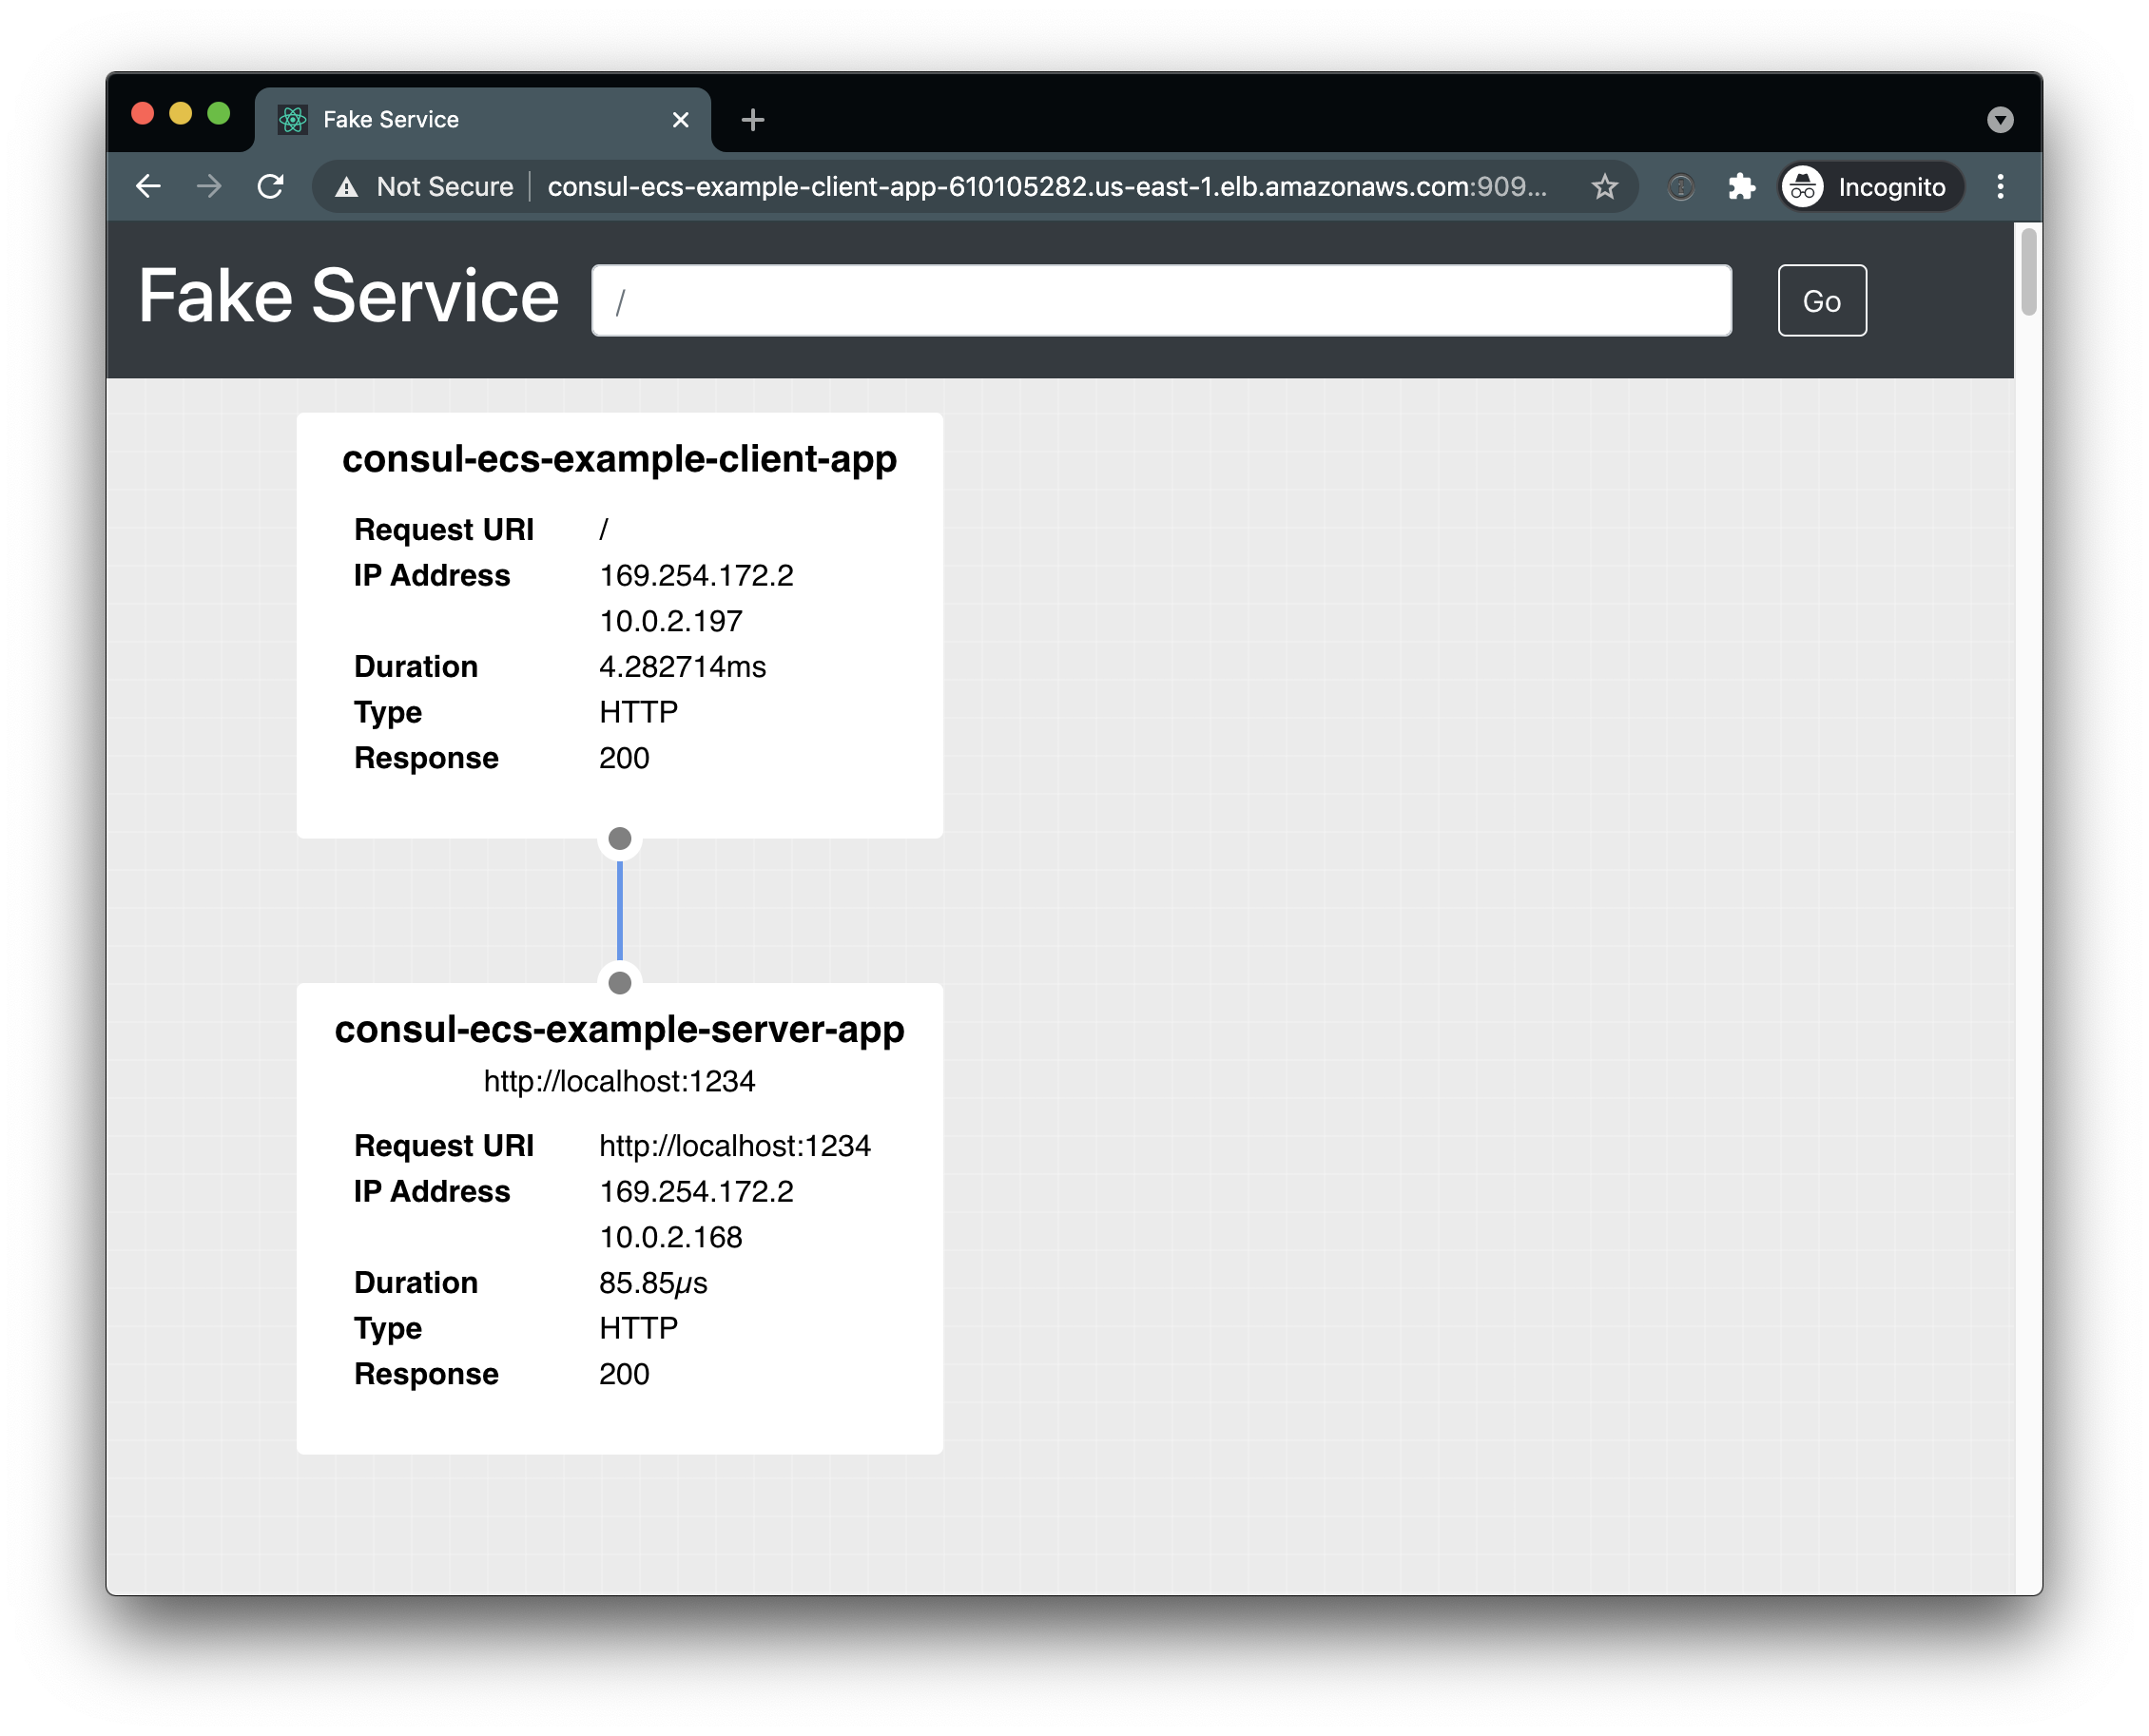 Fake Service
Not Secure consul-ecs-example-client-app-610105282.us-east-1.elb.amazonaws.com:909...
Incognito
Fake Service
/
Go
consul-ecs-example-client-app
Request URI /
IP Address 169.254.172.2
10.0.2.197
Duration 4.282714ms
Type HTTP
Response 200
consul-ecs-example-server-app
http://localhost:1234
Request URI http://localhost:1234
IP Address 169.254.172.2
10.0.2.168
Duration 85.85µs
Type HTTP
Response 200